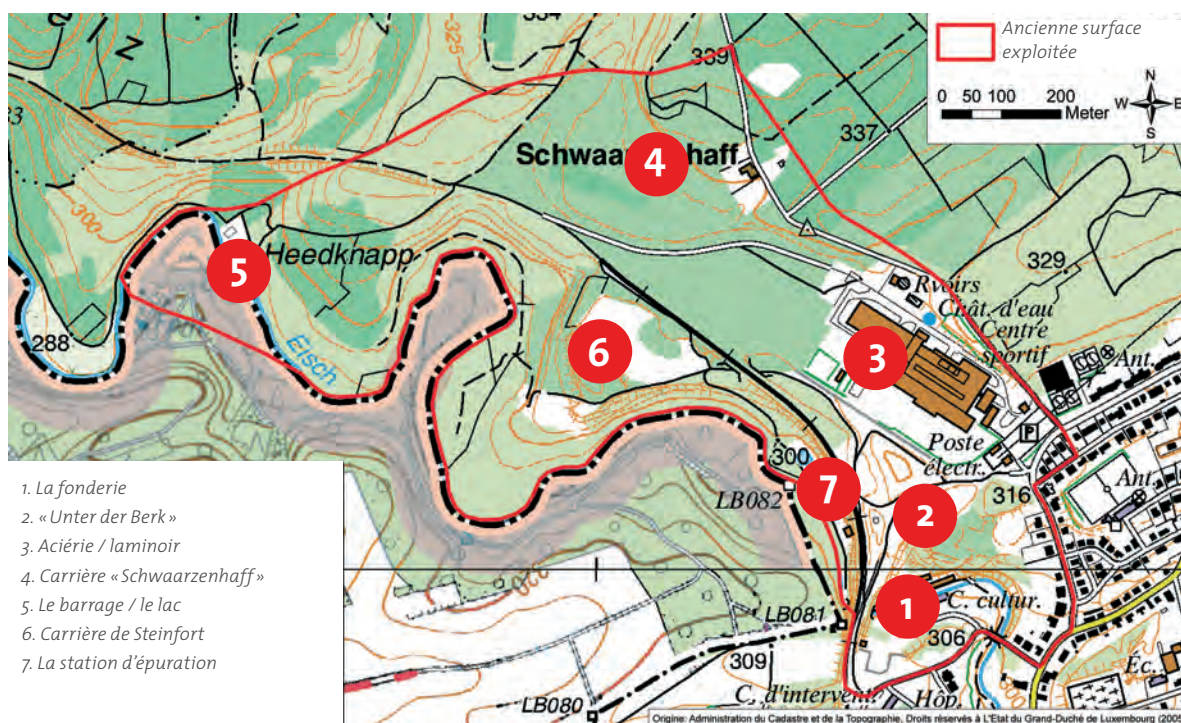 Ancienne surface
exploitée
0 50 100 200
Meter
N
W E
S
334
325
339
337
Schwaar haff
4
300
5
Heedknapp
Eisch
288
329
Rvoirs
Chât. d'eau
Centre
sportif
Ant.
3
6
P
Poste
électr.
300
7
LB082
316
Ant.
2
1
C. cultur.
LB081
306
309
C. d'intervent.
Hôp.
Éc.
LB080
1. La fonderie
2. « Unter der Berk »
3. Aciérie / laminoir
4. Carrière « Schwaarzenhaff »
5. Le barrage / le lac
6. Carrière de Steinfort
7. La station d'épuration
Origine: Administration du Cadastre et de la Topographie, Droits réservés à L'Etat du Grand-Duché de Luxembourg (2005